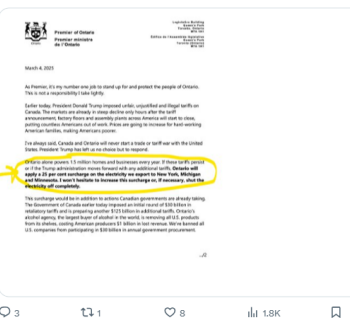 Legislative Building
Queen's Park
Toronto, Ontario
Premier of Ontario
Premier ministre
de l'Ontario
Queen's Park
Toronto (Ontario)
March 4, 2025
As Premier, it's my number one job to stand up for and protect the people of Ontario.
This is not a responsibility I take lightly.
Earlier today, President Donald Trump imposed unfair, unjustified and illegal tariffs on
Canada. The markets are already in steep decline only hours after the tariff
announcement, factory floors and assembly plants across America will start to close,
putting countless Americans out of work. Prices are going to increase for hard-working
American families, making Americans poorer.
I've always said, Canada and Ontario will never start a trade or tariff war with the United
States. President Trump has left us no choice but to respond.
Ontario alone powers 1.5 million homes and businesses every year. If these tariffs persist
or if the Trump administration moves forward with any additional tariffs, Ontario will
apply a 25 per cent surcharge on the electricity we export to New York, Michigan
and Minnesota. I won't hesitate to increase this surcharge or, if necessary, shut the
electricity off completely.
This surcharge would be in addition to actions Canadian governments are already taking.
The Government of Canada earlier today imposed an initial round of $30 billion in
retaliatory tariffs and is preparing another $125 billion in additional tariffs. Ontario's
alcohol agency, the largest buyer of alcohol in the world, is removing all U.S. products
from its shelves, costing American producers $1 billion in lost revenue. We've banned all
U.S. companies from participating in $30 billion in annual government procurement.
.../2
3 1 8 1.8K